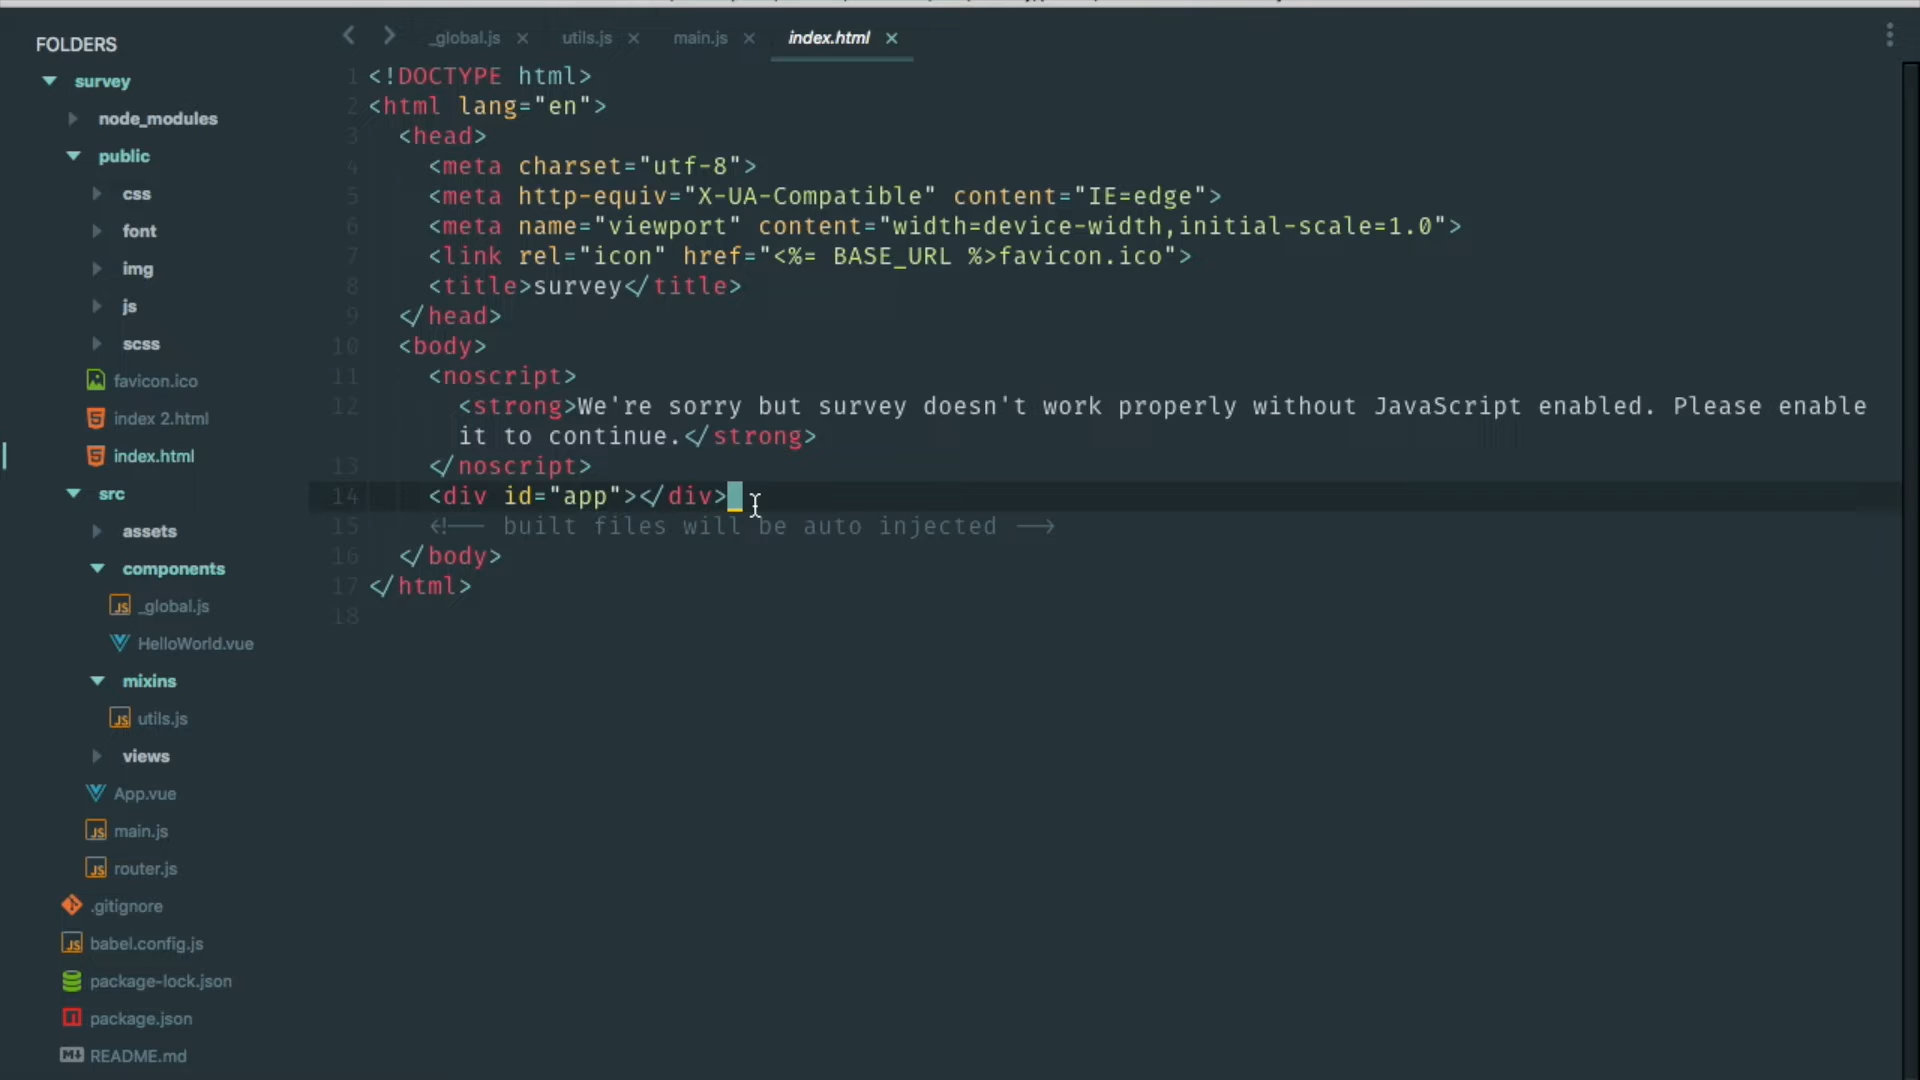 FOLDERS
survey
node_modules
public
css
font
img
js
scss
favicon.ico
index 2.html
index.html
src
assets
components
_global.js
HelloWorld.vue
mixins
utils.js
views
App.vue
main.js
router.js
.gitignore
babel.config.js
package-lock.json
package.json
README.md
_global.js × utils.js × main.js × index.html ×
1 <!DOCTYPE html>
2 <html lang="en">
3 <head>
4 <meta charset="utf-8">
5 <meta http-equiv="X-UA-Compatible" content="IE=edge">
6 <meta name="viewport" content="width=device-width,initial-scale=1.0">
7 <link rel="icon" href="<%= BASE_URL %>favicon.ico">
8 <title>survey</title>
9 </head>
10 <body>
11 <noscript>
12 <strong>We're sorry but survey doesn't work properly without JavaScript enabled. Please enable
it to continue.</strong>
13 </noscript>
14 <div id="app"></div>
15 <!-- built files will be auto injected -->
16 </body>
17 </html>
18